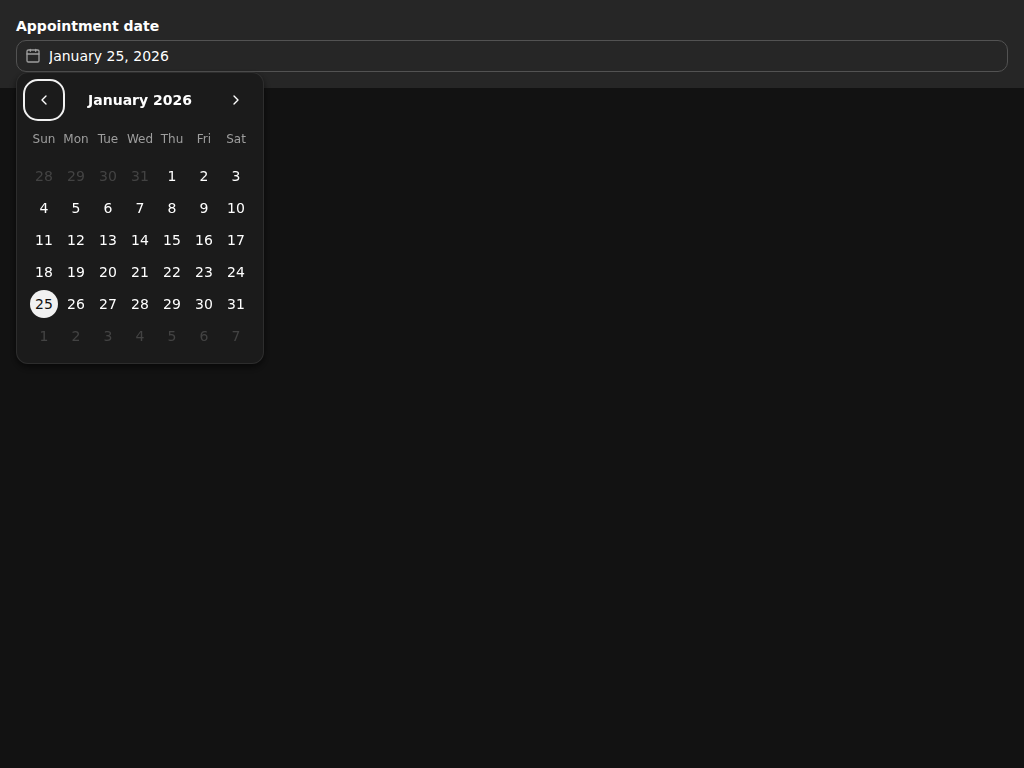 Appointment date
January 25, 2026
January 2026
Sun Mon Tue Wed Thu Fri Sat
28 29 30 31 1 2 3
4 5 6 7 8 9 10
11 12 13 14 15 16 17
18 19 20 21 22 23 24
25 26 27 28 29 30 31
1 2 3 4 5 6 7